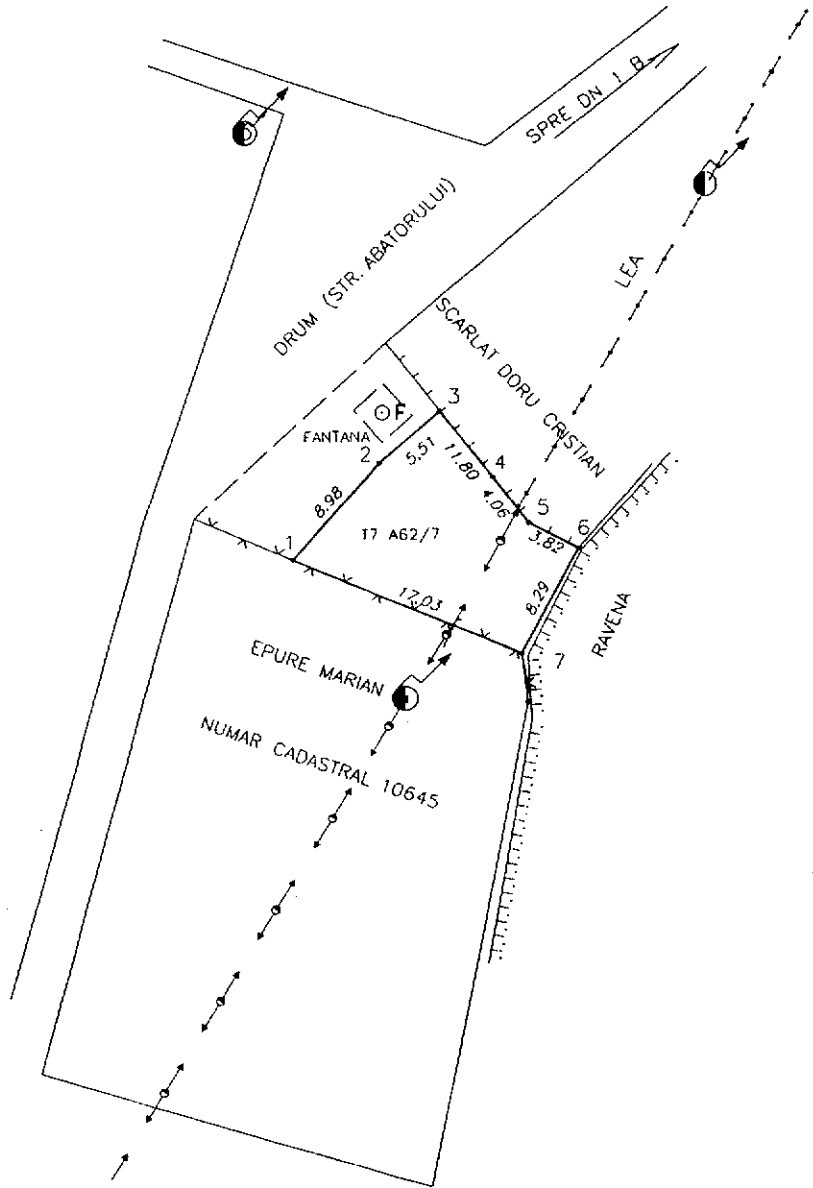 SPRE DN 1 B
DRUM (STR. ABATORULUI)
LEA
SCARLAT DORU CRISTIAN
3
F
FANTANA
2
5.51
11.80
4
8.98
4.06
5
6
3.82
1
T7 A62/7
17.03
8.29
7
RAVENA
EPURE MARIAN
NUMAR CADASTRAL 10645